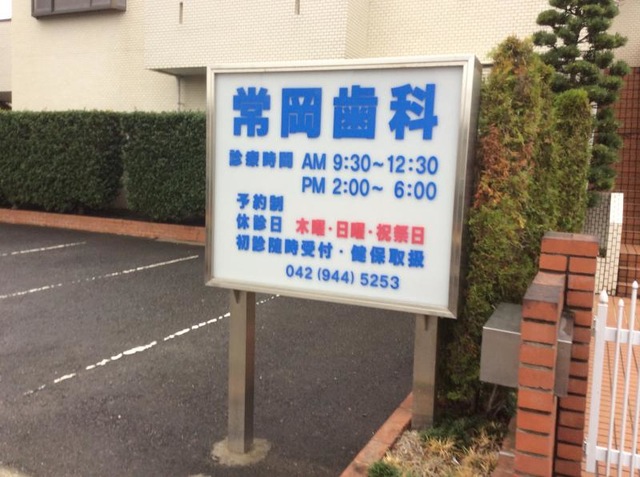 常岡歯科
診療時間 AM 9:30～12:30
PM 2:00～ 6:00
予約制
休診日 木曜・日曜・祝祭日
初診随時受付・健保取扱
042 (944) 5253